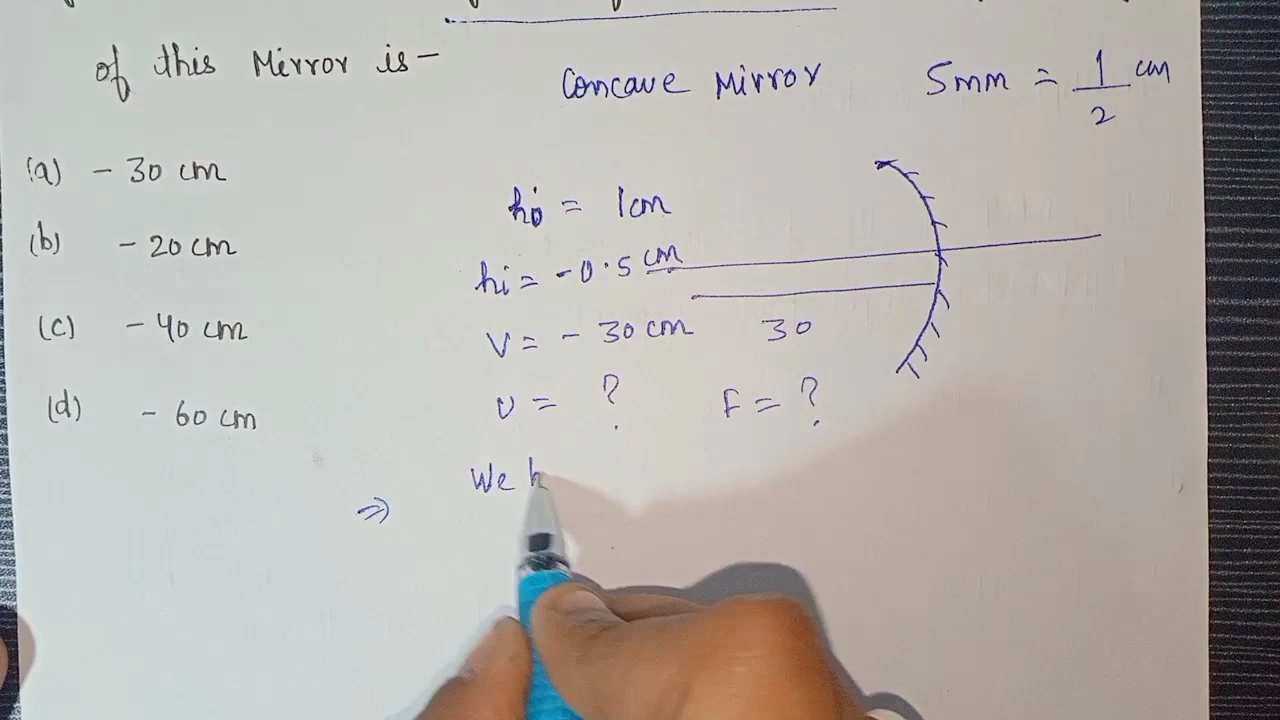 of this Mirror is-
Concave Mirror
5mm = 1/2 cm
(a) - 30 cm
(b) - 20 cm
(c) - 40 cm
(d) - 60 cm
ho = 1cm
hi = -0.5 cm
V = - 30 cm 30
U = ? F = ?
⇒ We h